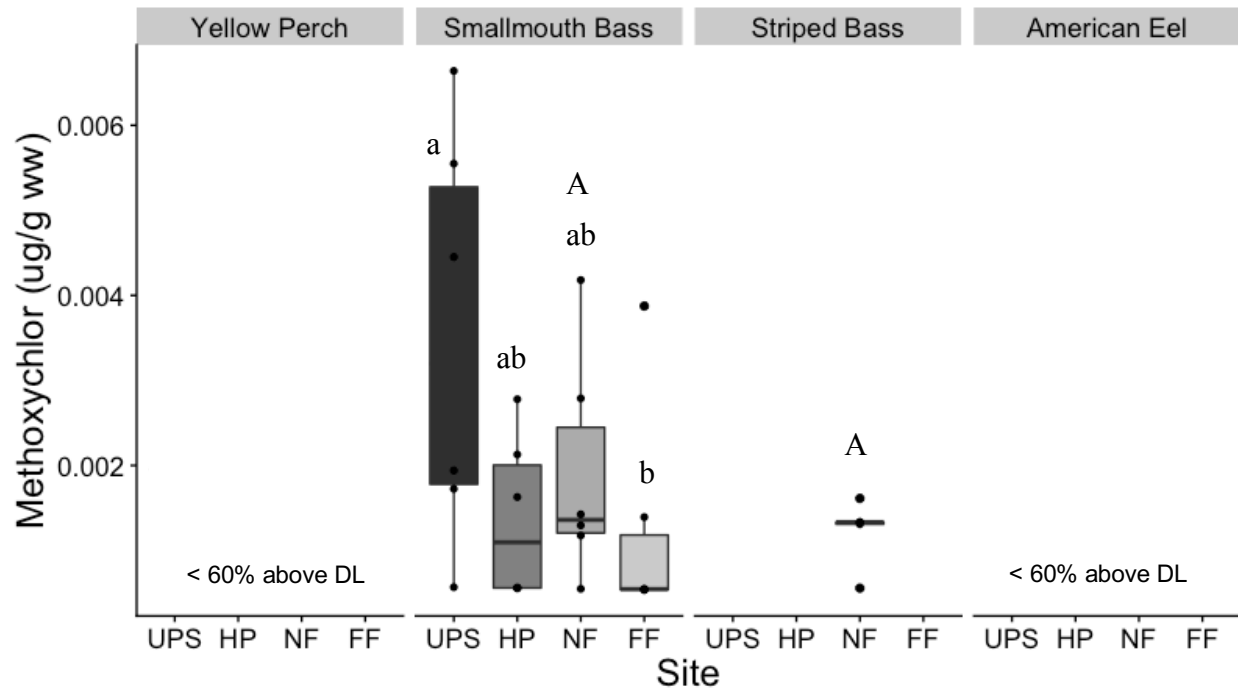 Yellow Perch
Smallmouth Bass
Striped Bass
American Eel
Methoxychlor (ug/g ww)
0.006
0.004
0.002
a
A
ab
ab
b
A
< 60% above DL
< 60% above DL
UPS HP NF FF
UPS HP NF FF
UPS HP NF FF
UPS HP NF FF
Site